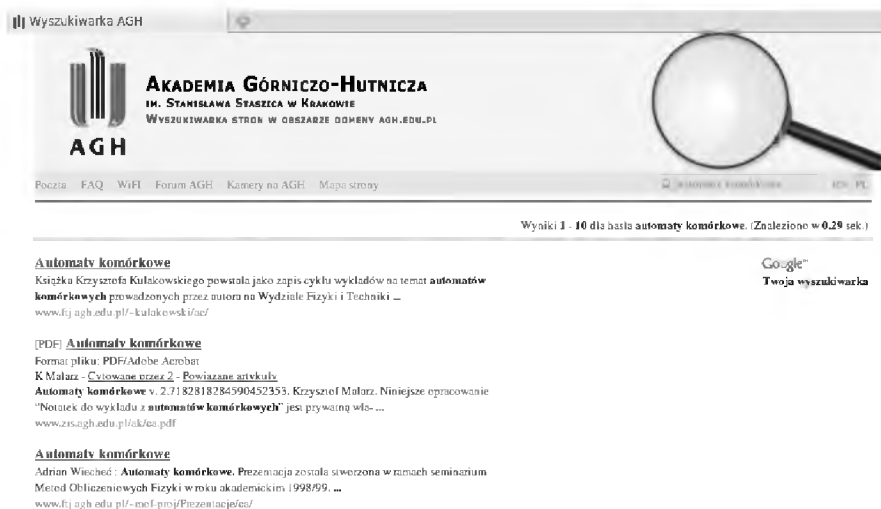 Wyszukiwarka AGH
AKADEMIA GÓRNICZO-HUTNICZA
IM. STANISŁAWA STASZICA W KRAKOWIE
WYSZUKIWARKA STRON W OBSZARZE DOMENY AGH.EDU.PL
AGH
Poczta FAQ WiFI Forum AGH Kamery na AGH Mapa strony
automaty komórkowe EN PL
Wyniki 1 - 10 dla hasła automaty komórkowe. (Znaleziono w 0.29 sek.)
Automaty komórkowe
Książka Krzysztofa Kułakowskiego powstała jako zapis cyklu wykładów na temat automatów
komórkowych prowadzonych przez autora na Wydziale Fizyki i Techniki ...
www.ftj.agh.edu.pl/~kulakowski/ac/
Google™
Twoja wyszukiwarka
[PDF] Automaty komórkowe
Format pliku: PDF/Adobe Acrobat
K Malarz - Cytowane przez 2 - Powiązane artykuły
Automaty komórkowe v. 2.7182818284590452353. Krzysztof Malarz. Niniejsze opracowanie
"Notatek do wykładu z automatów komórkowych" jest prywatną wła- ...
www.zis.agh.edu.pl/ak/ca.pdf
Automaty komórkowe
Adrian Wiecheć : Automaty komórkowe. Prezentacja została stworzona w ramach seminarium
Metod Obliczeniowych Fizyki w roku akademickim 1998/99. ...
www.ftj.agh.edu.pl/~mof-proj/Prezentacje/ca/